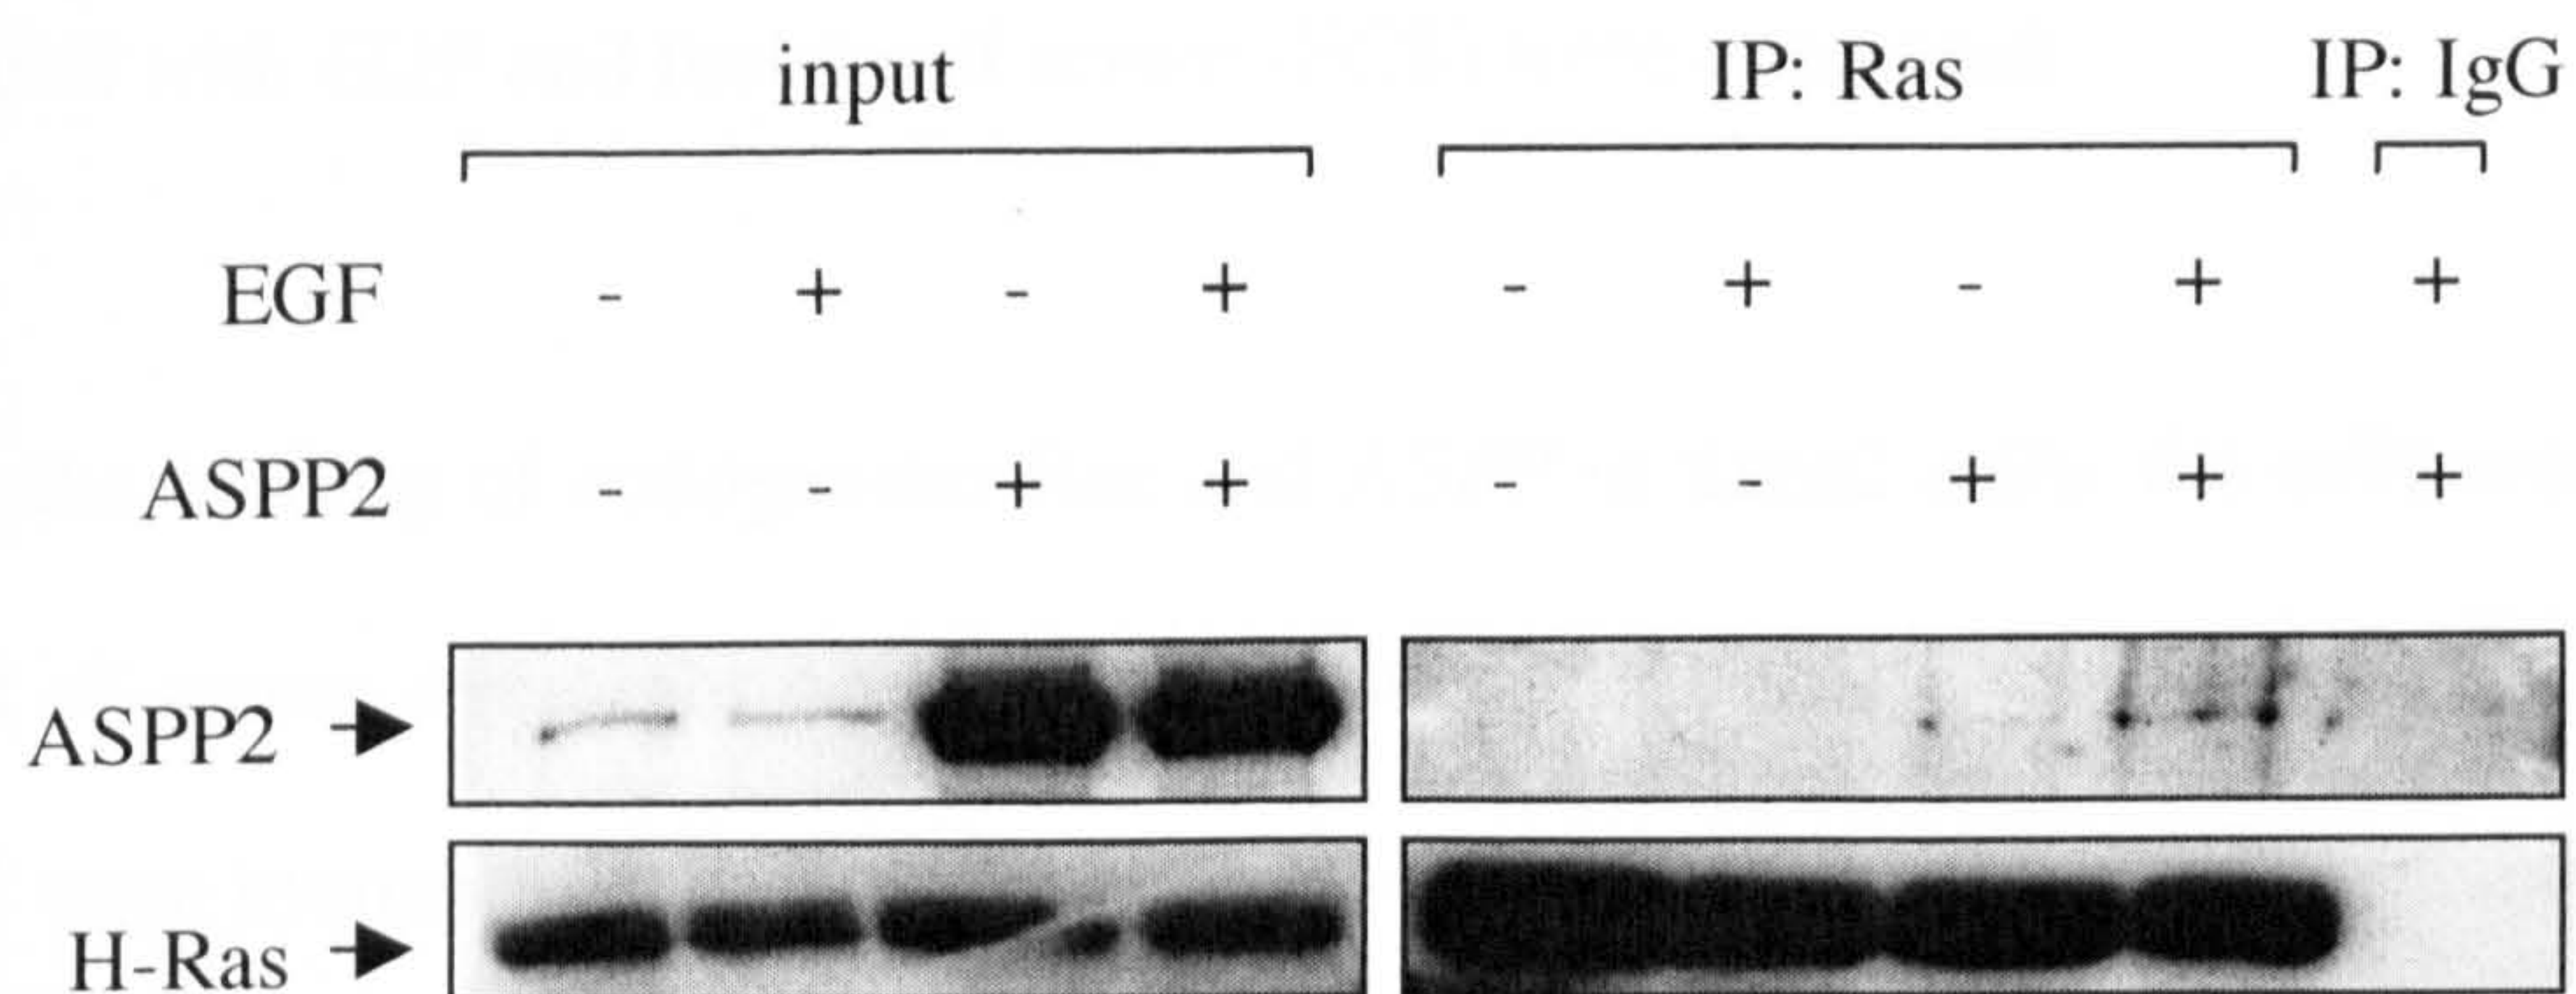 input IP: Ras IP: IgG
EGF - + - + - + - + +
ASPP2 - - + + - - + + +
ASPP2
H-Ras